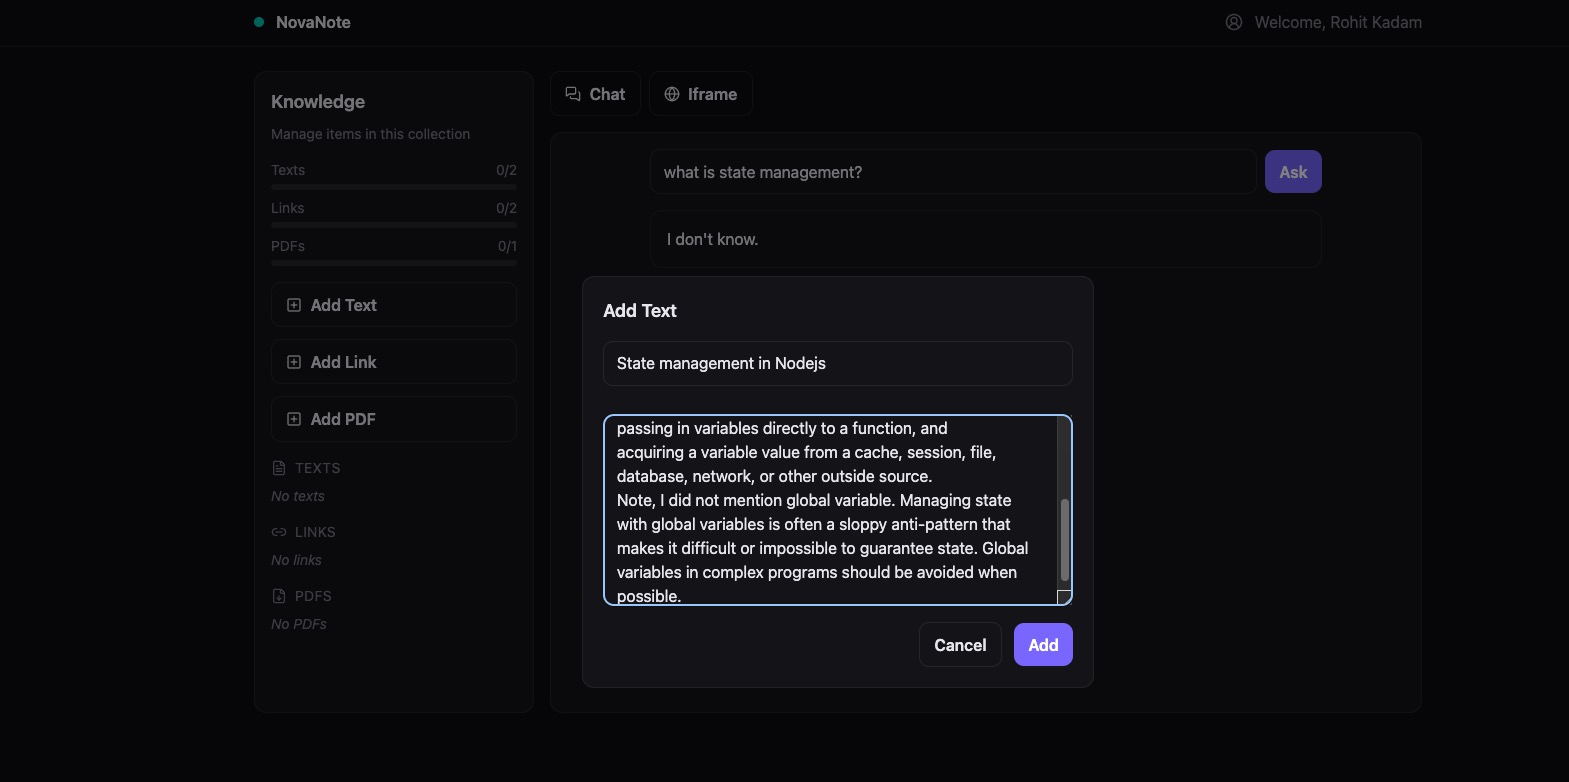 NovaNote
Welcome, Rohit Kadam
Knowledge
Manage items in this collection
Texts 0/2
Links 0/2
PDFs 0/1
Add Text
Add Link
Add PDF
TEXTS
No texts
LINKS
No links
PDFS
No PDFs
Chat
Iframe
what is state management?
Ask
I don't know.
Add Text
State management in Nodejs
passing in variables directly to a function, and
acquiring a variable value from a cache, session, file,
database, network, or other outside source.
Note, I did not mention global variable. Managing state
with global variables is often a sloppy anti-pattern that
makes it difficult or impossible to guarantee state. Global
variables in complex programs should be avoided when
possible.
Cancel
Add